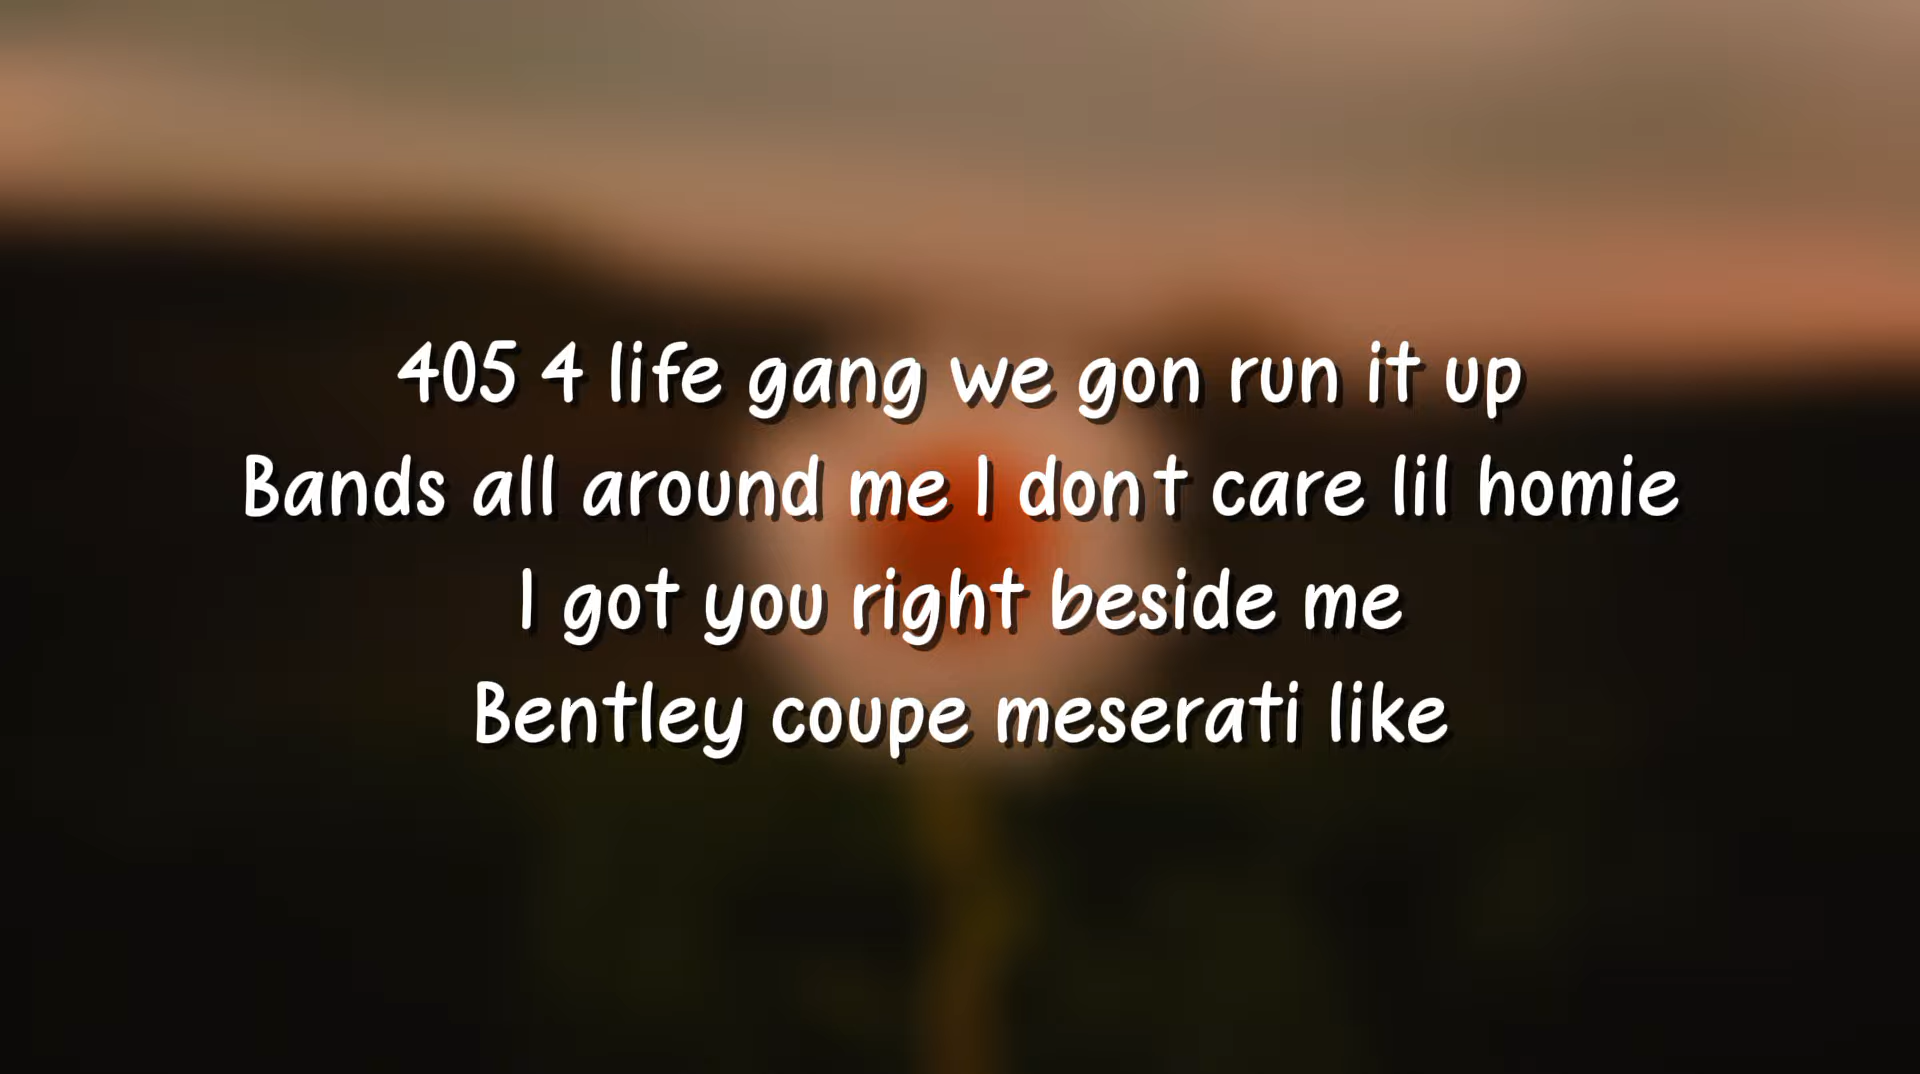 405 4 life gang we gon run it up
Bands all around me I don t care lil homie
I got you right beside me
Bentley coupe meserati like